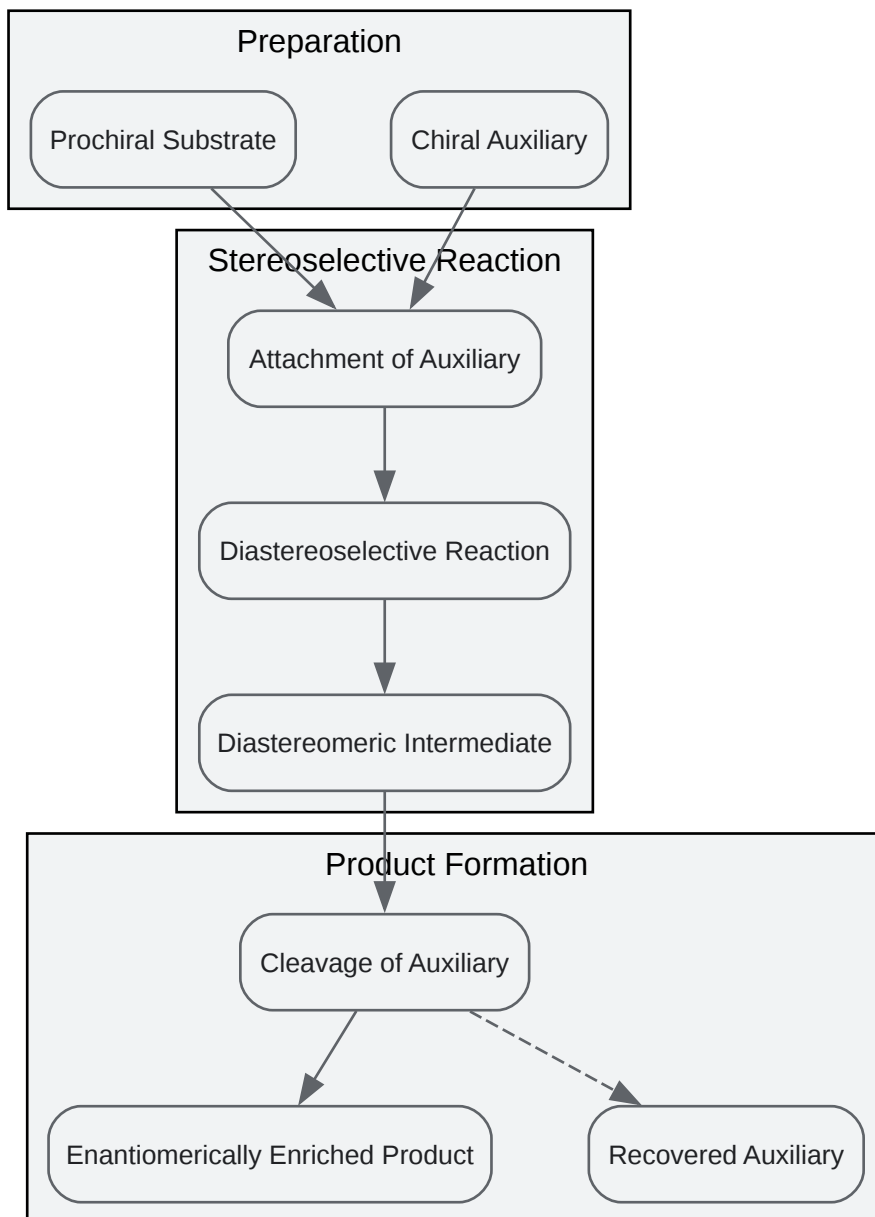 Preparation
Prochiral Substrate
Chiral Auxiliary
Stereoselective Reaction
Attachment of Auxiliary
Diastereoselective Reaction
Diastereomeric Intermediate
Product Formation
Cleavage of Auxiliary
Enantiomerically Enriched Product
Recovered Auxiliary